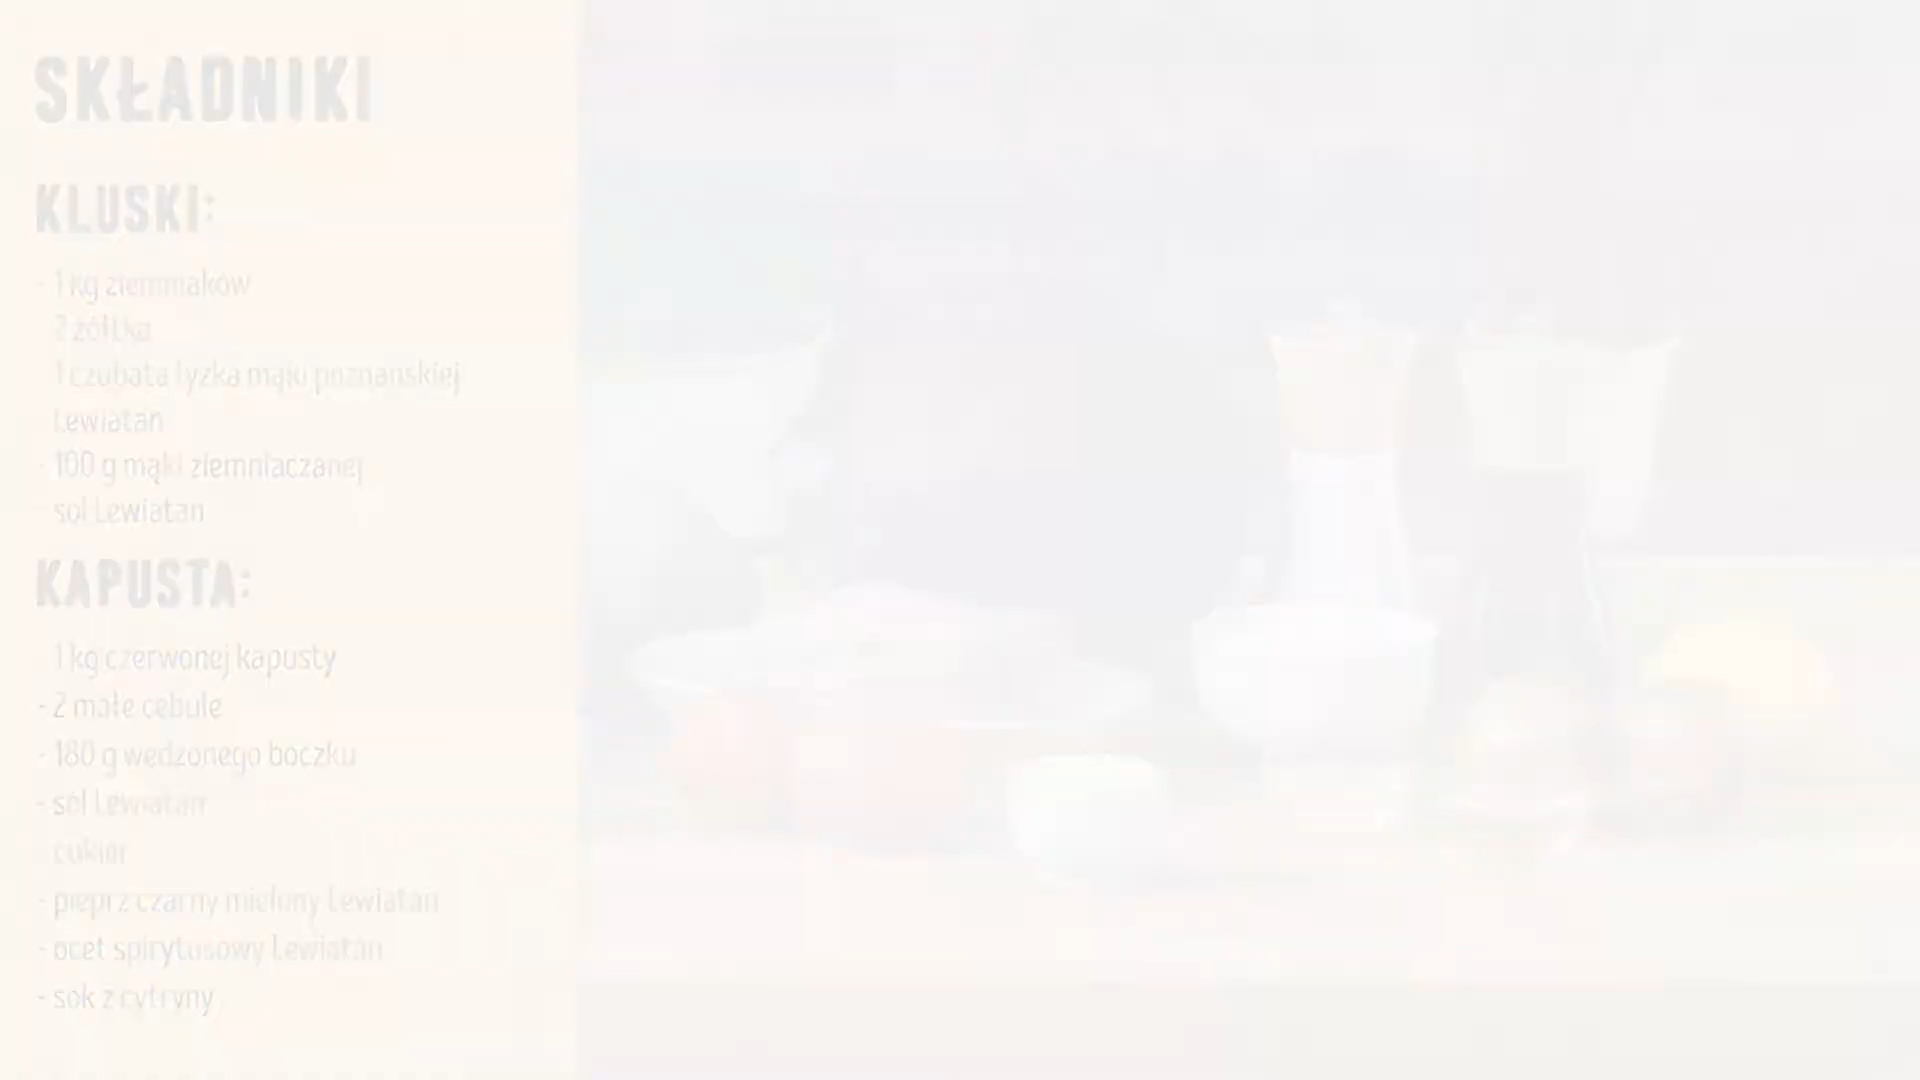 SKŁADNIKI
KLUSKI:
- 1 kg ziemniaków
2 żółtka
1 czubata łyżka mąki poznańskiej
Lewiatan
- 100 g mąki ziemniaczanej
sól Lewiatan
KAPUSTA:
1 kg czerwonej kapusty
- 2 małe cebule
- 180 g wędzonego boczku
- sól Lewiatan
- cukier
- pieprz czarny mielony Lewiatan
- ocet spirytusowy Lewiatan
- sok z cytryny